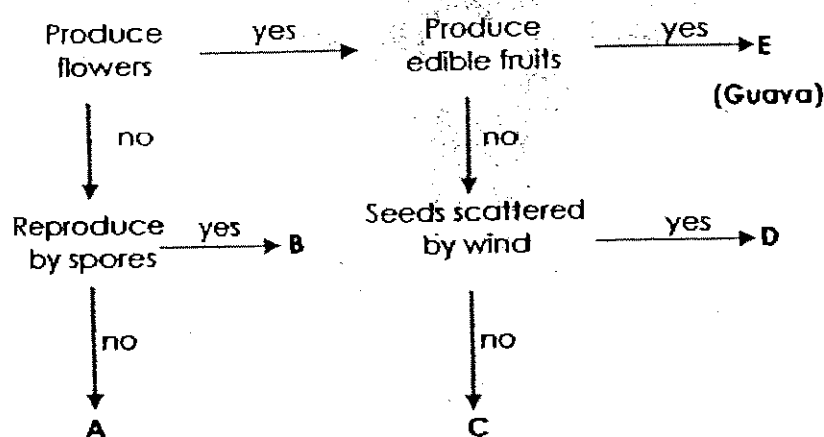 Produce
flowers
yes
Produce
edible fruits
yes
E
(Guava)
no
no
Reproduce
by spores
yes
B
Seeds scattered
by wind
yes
D
no
no
A
C